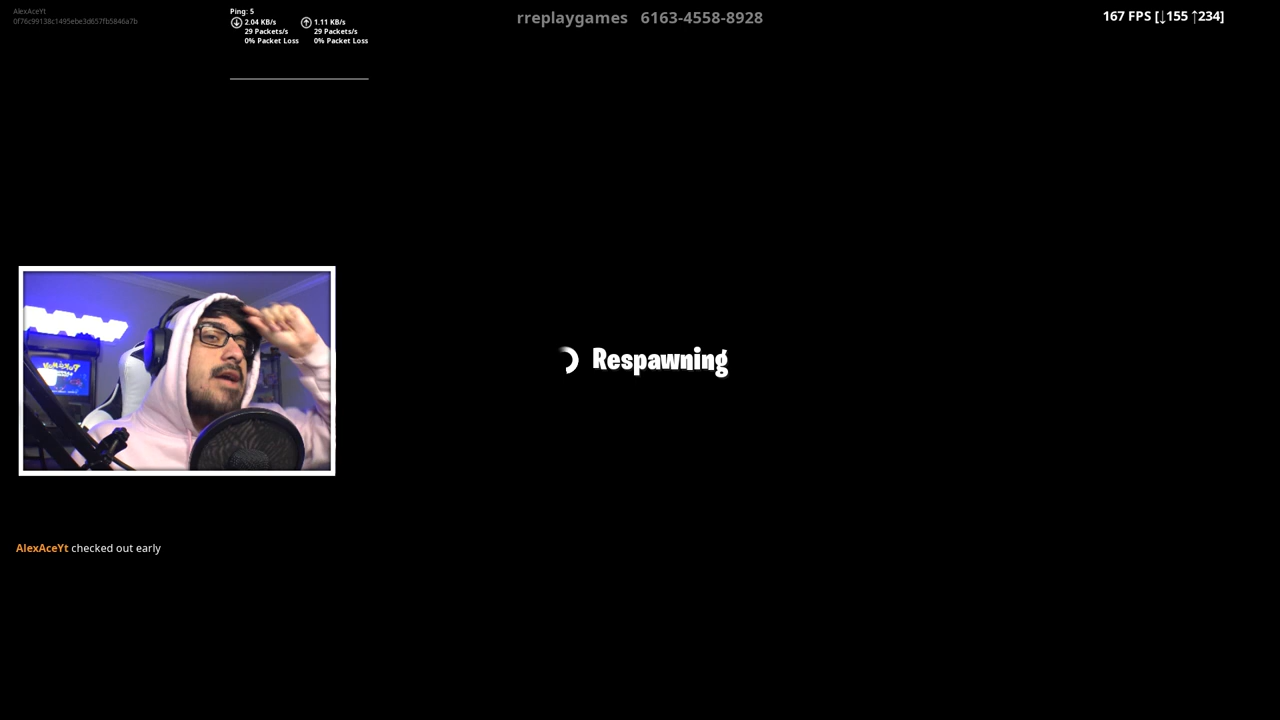 AlexAceYt
0f76c99138c1495ebe3d657fb5846a7b
Ping: 5
2.04 KB/s 1.11 KB/s
29 Packets/s 29 Packets/s
0% Packet Loss 0% Packet Loss
rreplaygames 6163-4558-8928
167 FPS [↓155 ↑234]
Respawning
AlexAceYt checked out early